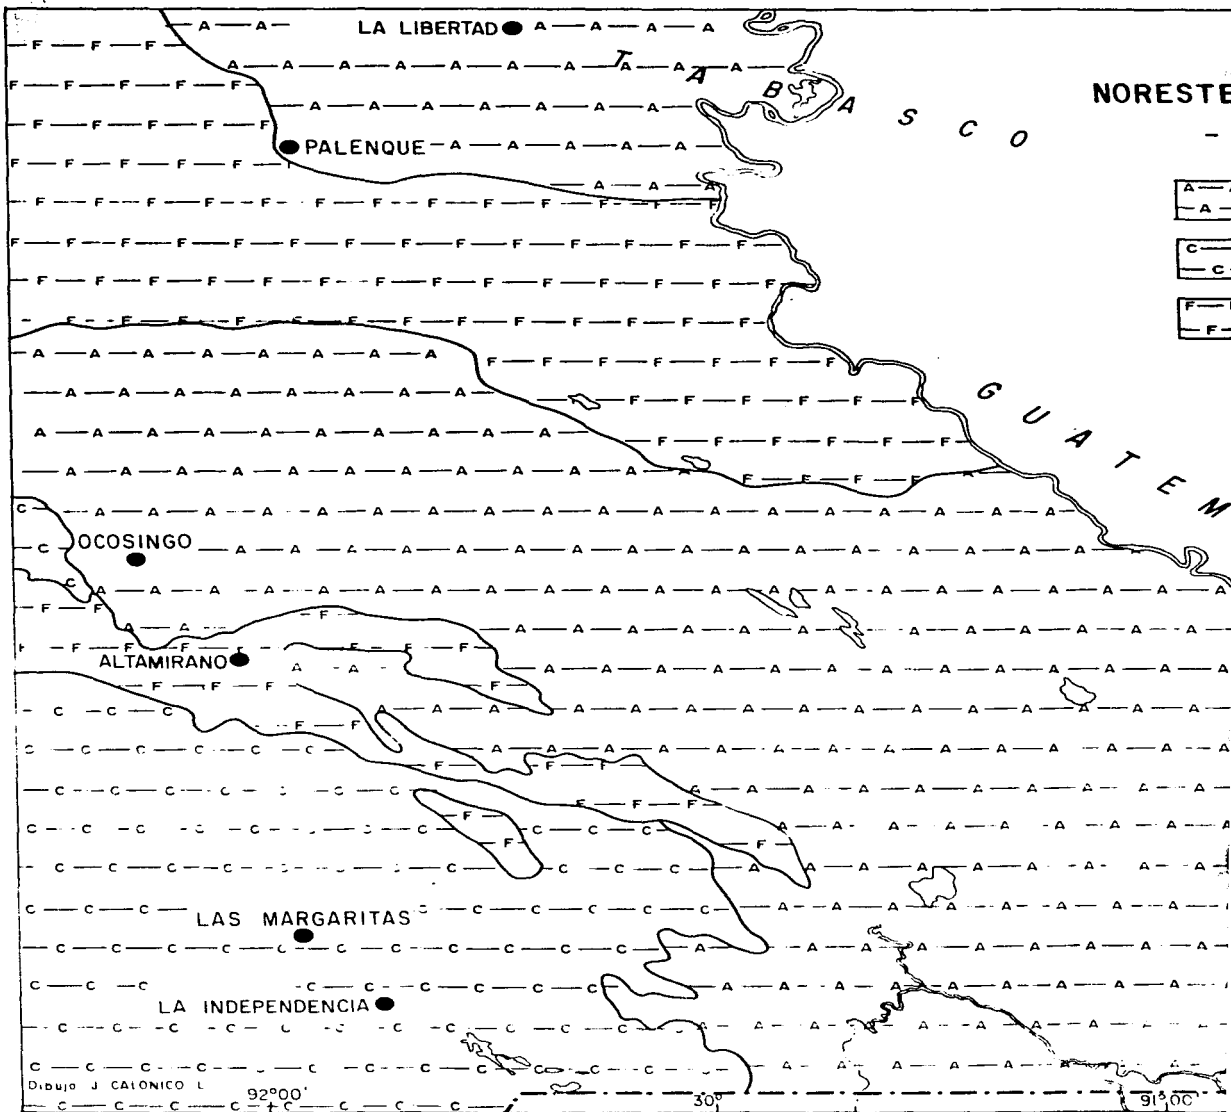 LA LIBERTAD
TABASCO
NORESTE
PALENQUE
GUATEM
OCOSINGO
ALTAMIRANO
LAS MARGARITAS
LA INDEPENDENCIA
Dibujo J CALONICO L
92°00'
30'
91°00'